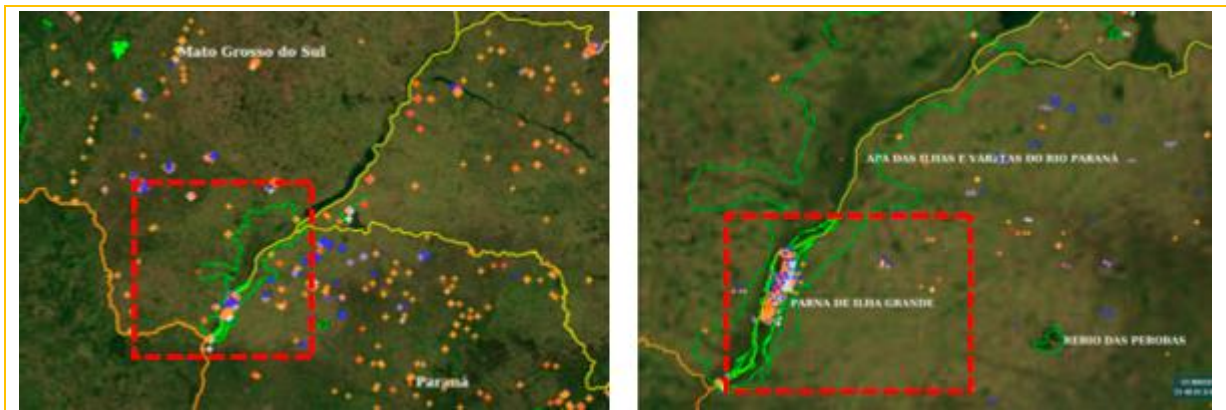 Mato Grosso do Sul
Paraná
APA DAS ILHAS E VARZEAS DO RIO PARANÁ
PARNA DE ILHA GRANDE
REBIO DAS PEROBAS